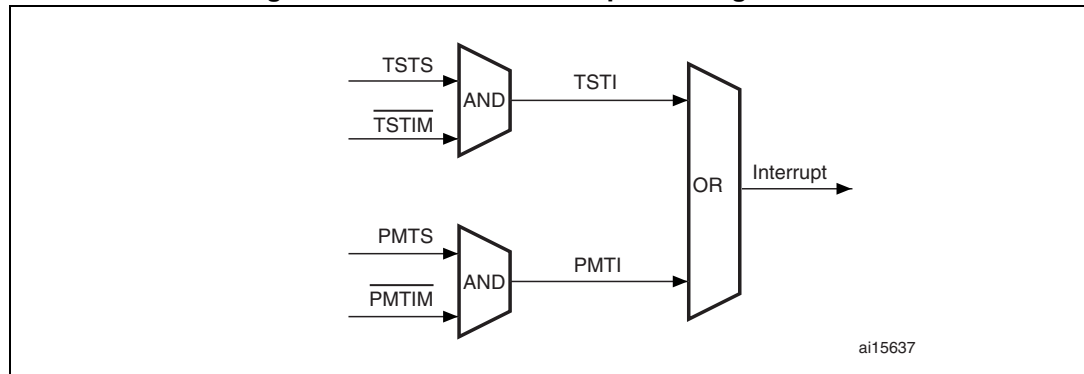 TSTS
TSTI
AND
TSTIM
Interrupt
OR
PMTS
PMTI
AND
PMTIM
ai15637